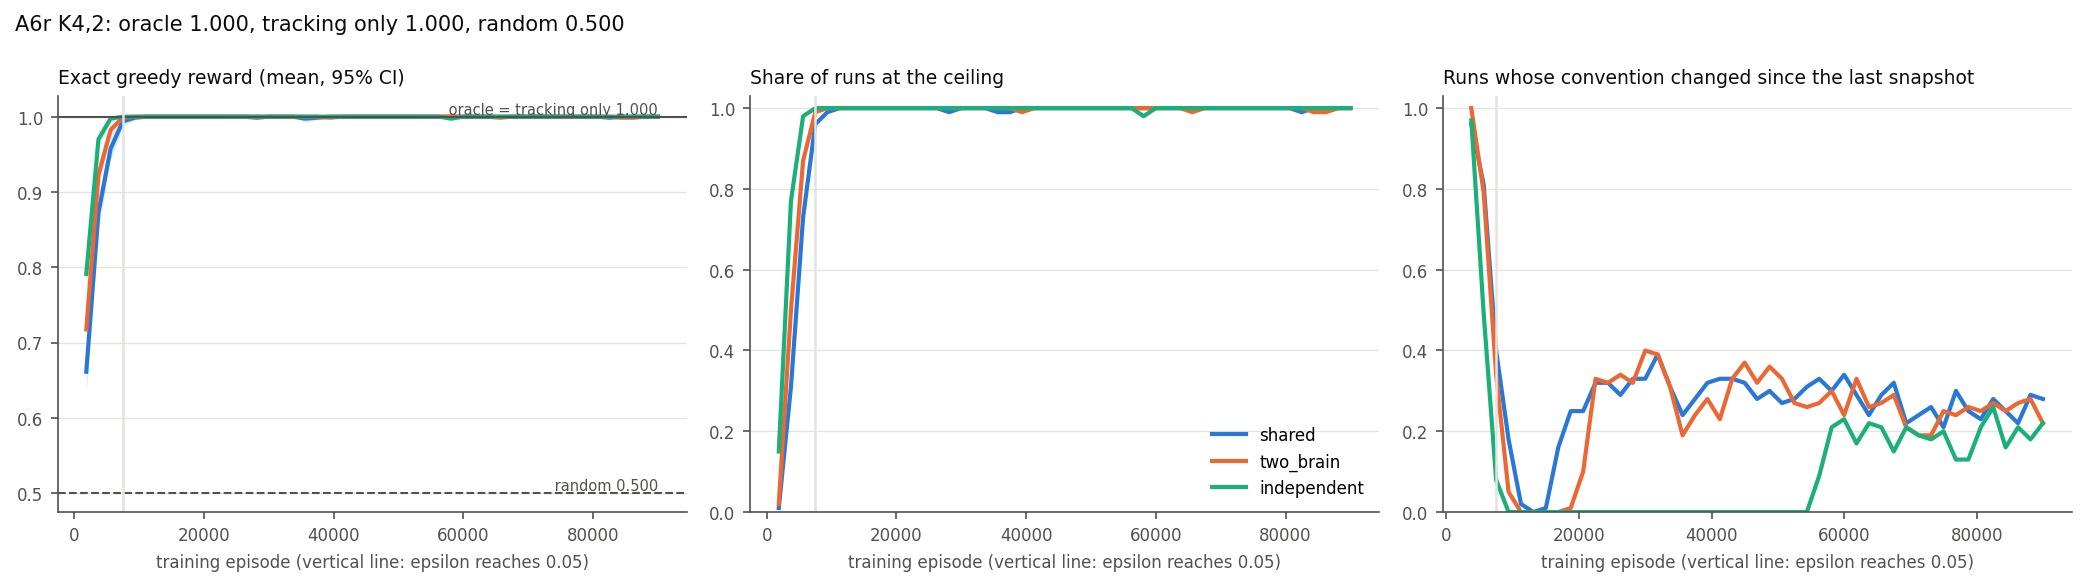 A6r K4,2: oracle 1.000, tracking only 1.000, random 0.500
Exact greedy reward (mean, 95% CI)
1.0
0.9
0.8
0.7
0.6
0.5
oracle = tracking only 1.000
random 0.500
0
20000
40000
60000
80000
training episode (vertical line: epsilon reaches 0.05)
Share of runs at the ceiling
1.0
0.8
0.6
0.4
0.2
0.0
shared
two_brain
independent
0
20000
40000
60000
80000
training episode (vertical line: epsilon reaches 0.05)
Runs whose convention changed since the last snapshot
1.0
0.8
0.6
0.4
0.2
0.0
0
20000
40000
60000
80000
training episode (vertical line: epsilon reaches 0.05)